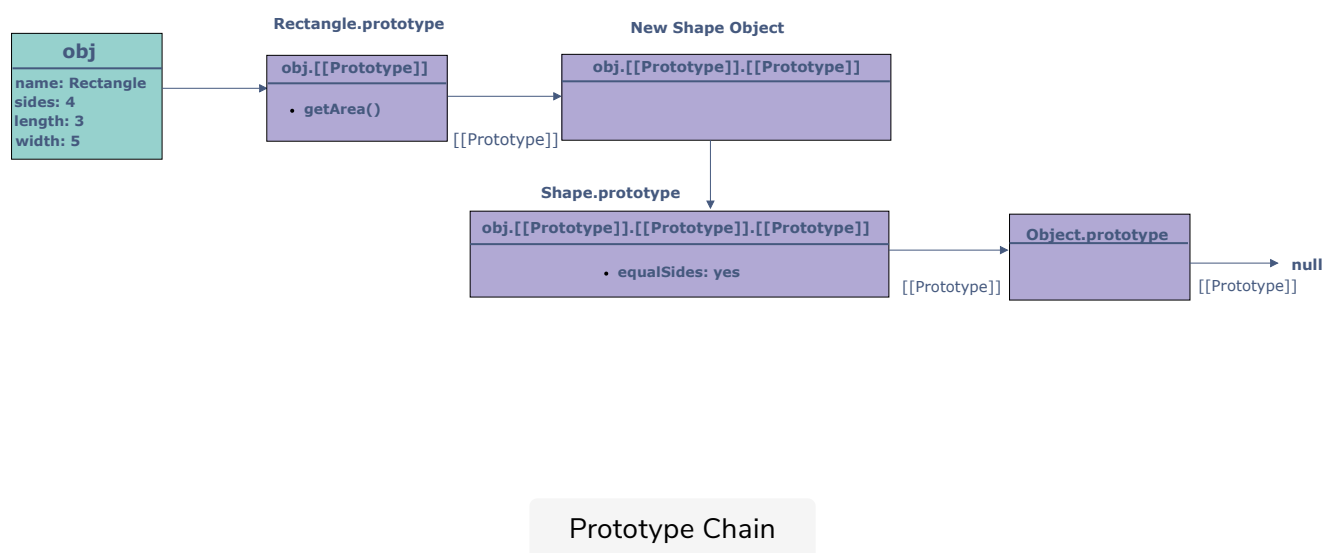 obj
name: Rectangle
sides: 4
length: 3
width: 5
Rectangle.prototype
obj.[[Prototype]]
• getArea()
[[Prototype]]
New Shape Object
obj.[[Prototype]].[[Prototype]]
Shape.prototype
obj.[[Prototype]].[[Prototype]].[[Prototype]]
• equalSides: yes
[[Prototype]]
Object.prototype
null
[[Prototype]]
Prototype Chain